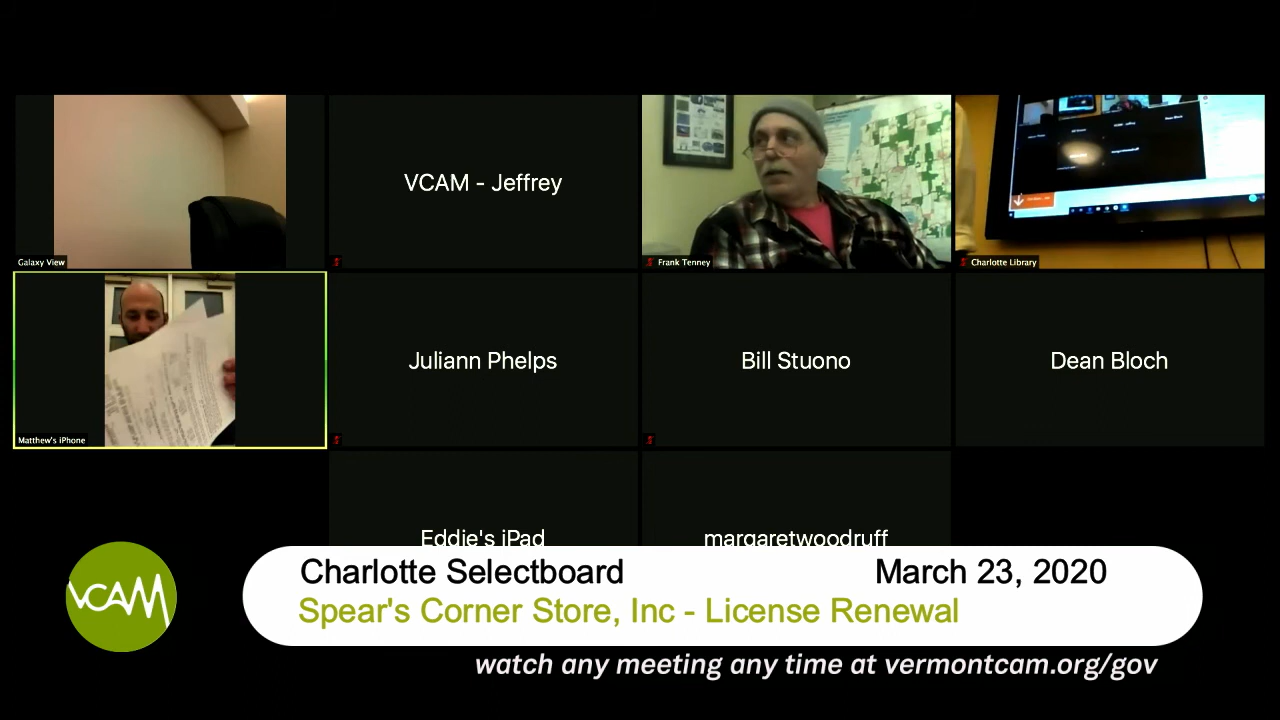 VCAM - Jeffrey
Galaxy View
Frank Tenney
Charlotte Library
Juliann Phelps
Bill Stuono
Dean Bloch
Matthew's iPhone
Eddie's iPad
margaretwoodruff
VCAM
Charlotte Selectboard
March 23, 2020
Spear's Corner Store, Inc - License Renewal
watch any meeting any time at vermontcam.org/gov